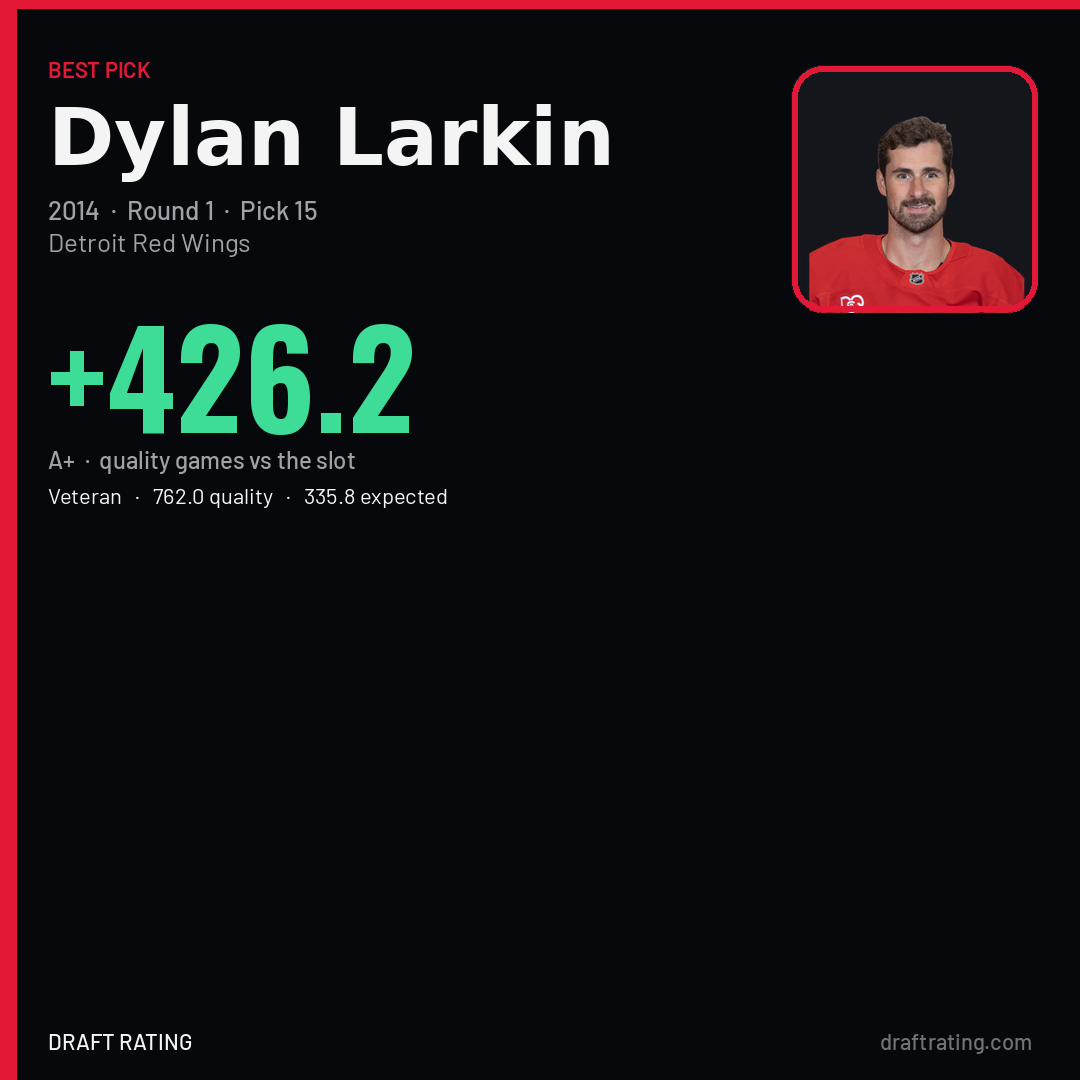 BEST PICK
Dylan Larkin
2014 · Round 1 · Pick 15
Detroit Red Wings
+426.2
A+ · quality games vs the slot
Veteran · 762.0 quality · 335.8 expected
DRAFT RATING
draftrating.com